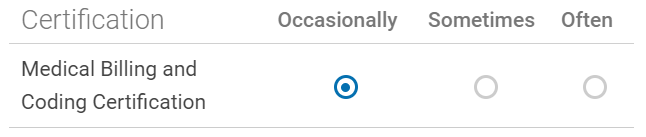 Certification Occasionally Sometimes Often
Medical Billing and
Coding Certification